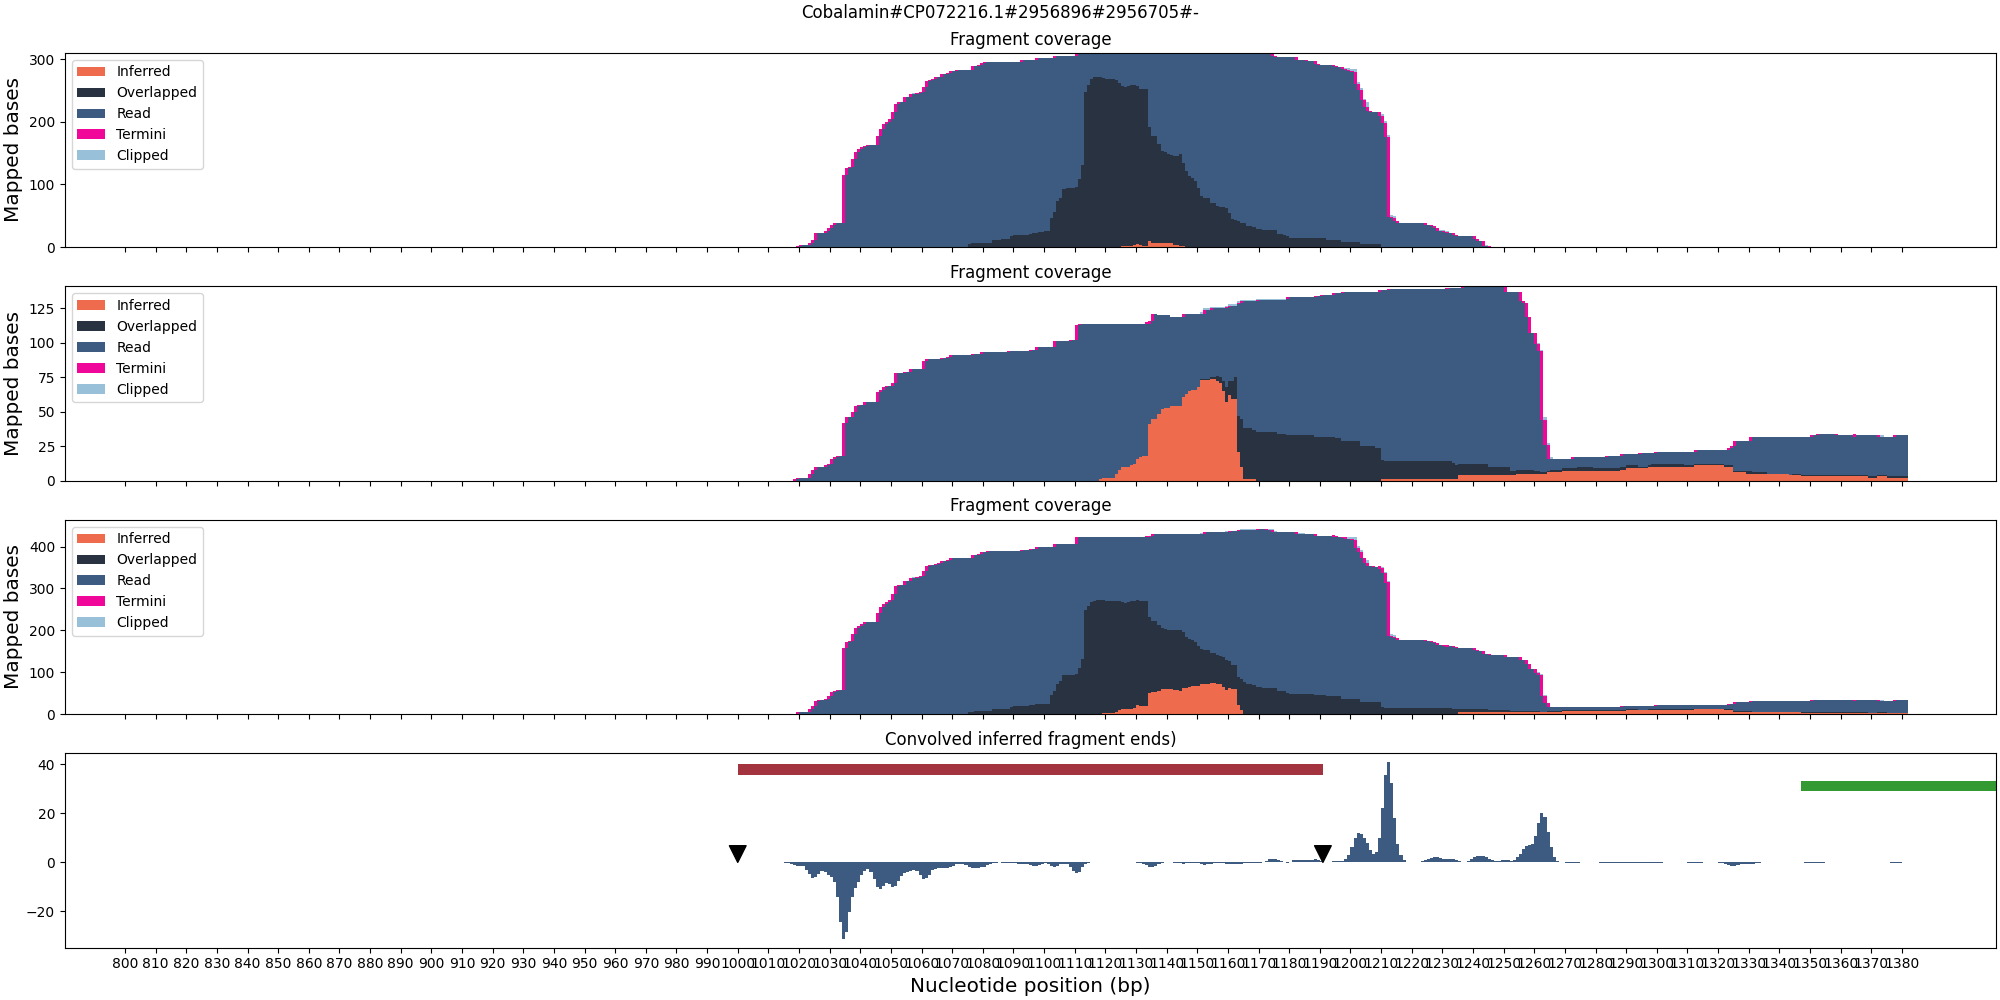 Cobalamin#CP072216.1#2956896#2956705#-
Fragment coverage
Mapped bases
300
200
100
0
Inferred
Overlapped
Read
Termini
Clipped
Fragment coverage
Mapped bases
125
100
75
50
25
0
Inferred
Overlapped
Read
Termini
Clipped
Fragment coverage
Mapped bases
400
300
200
100
0
Inferred
Overlapped
Read
Termini
Clipped
Convolved inferred fragment ends)
40
20
0
−20
800 810 820 830 840 850 860 870 880 890 900 910 920 930 940 950 960 970 980 990 1000 1010 1020 1030 1040 1050 1060 1070 1080 1090 1100 1110 1120 1130 1140 1150 1160 1170 1180 1190 1200 1210 1220 1230 1240 1250 1260 1270 1280 1290 1300 1310 1320 1330 1340 1350 1360 1370 1380
Nucleotide position (bp)